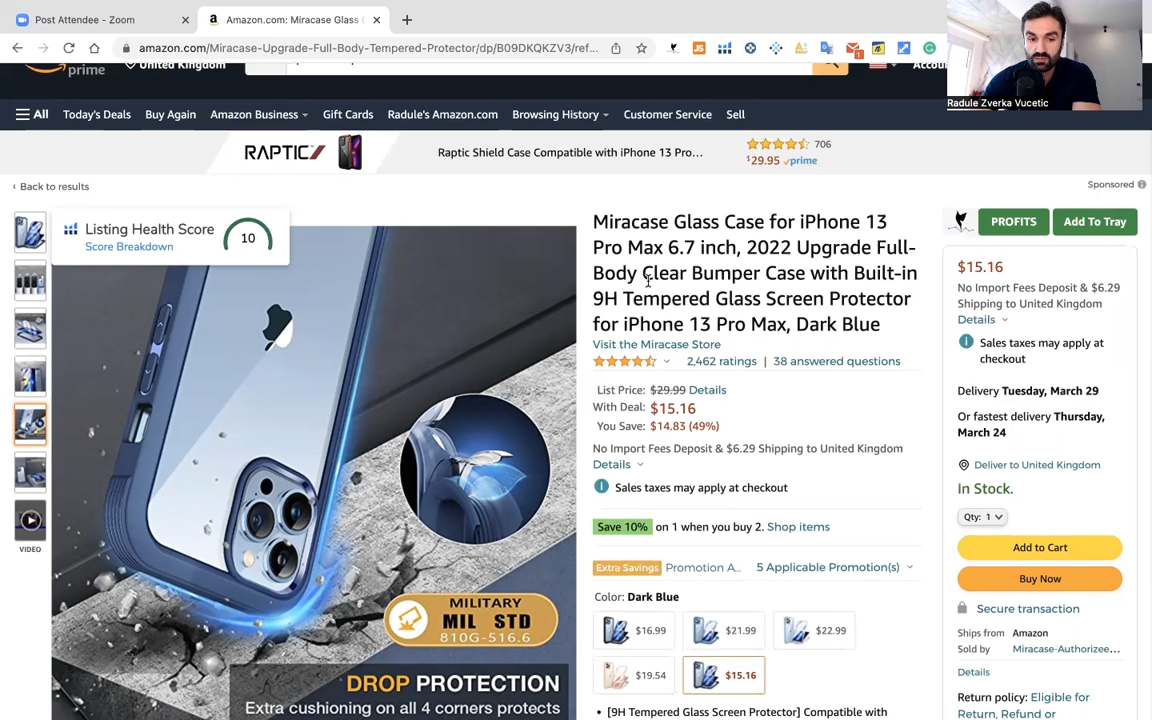 Post Attendee - Zoom
Amazon.com: Miracase Glass
amazon.com/Miracase-Upgrade-Full-Body-Tempered-Protector/dp/B09DKQKZV3/ref...
JS
1
prime
United Kingdom
Accou
Radule Zverka Vucetic
All
Today's Deals
Buy Again
Amazon Business
Gift Cards
Radule's Amazon.com
Browsing History
Customer Service
Sell
RAPTIC
Raptic Shield Case Compatible with iPhone 13 Pro...
706
$29.95 prime
‹ Back to results
Sponsored
Listing Health Score
Score Breakdown
10
MILITARY
MIL STD
810G-516.6
DROP PROTECTION
Extra cushioning on all 4 corners protects
VIDEO
Miracase Glass Case for iPhone 13
Pro Max 6.7 inch, 2022 Upgrade Full-
Body Clear Bumper Case with Built-in
9H Tempered Glass Screen Protector
for iPhone 13 Pro Max, Dark Blue
Visit the Miracase Store
2,462 ratings | 38 answered questions
List Price: $29.99 Details
With Deal: $15.16
You Save: $14.83 (49%)
No Import Fees Deposit & $6.29 Shipping to United Kingdom
Details
Sales taxes may apply at checkout
Save 10% on 1 when you buy 2. Shop items
Extra Savings Promotion A... 5 Applicable Promotion(s)
Color: Dark Blue
$16.99
$21.99
$22.99
$19.54
$15.16
• [9H Tempered Glass Screen Protector] Compatible with
PROFITS
Add To Tray
$15.16
No Import Fees Deposit & $6.29
Shipping to United Kingdom
Details
Sales taxes may apply at
checkout
Delivery Tuesday, March 29
Or fastest delivery Thursday,
March 24
Deliver to United Kingdom
In Stock.
Qty: 1
Add to Cart
Buy Now
Secure transaction
Ships from Amazon
Sold by Miracase-Authorizee...
Details
Return policy: Eligible for
Return, Refund or